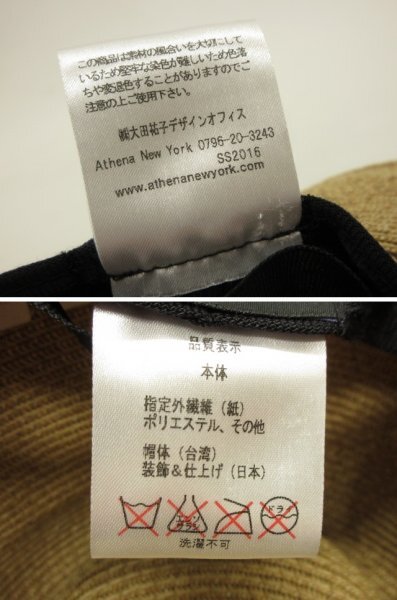 この商品は素材の風合いを大切にして
いるため堅牢な染色が難しいため色落
ちや変退色することがありますのでご
注意の上ご使用下さい。
㈱大田祐子デザインオフィス
Athena New York 0796-20-3243
SS2016
www.athenanewyork.com
品質表示
本体
指定外繊維（紙）
ポリエステル、その他
帽体（台湾）
装飾&仕上げ（日本）
ドライ
洗濯不可